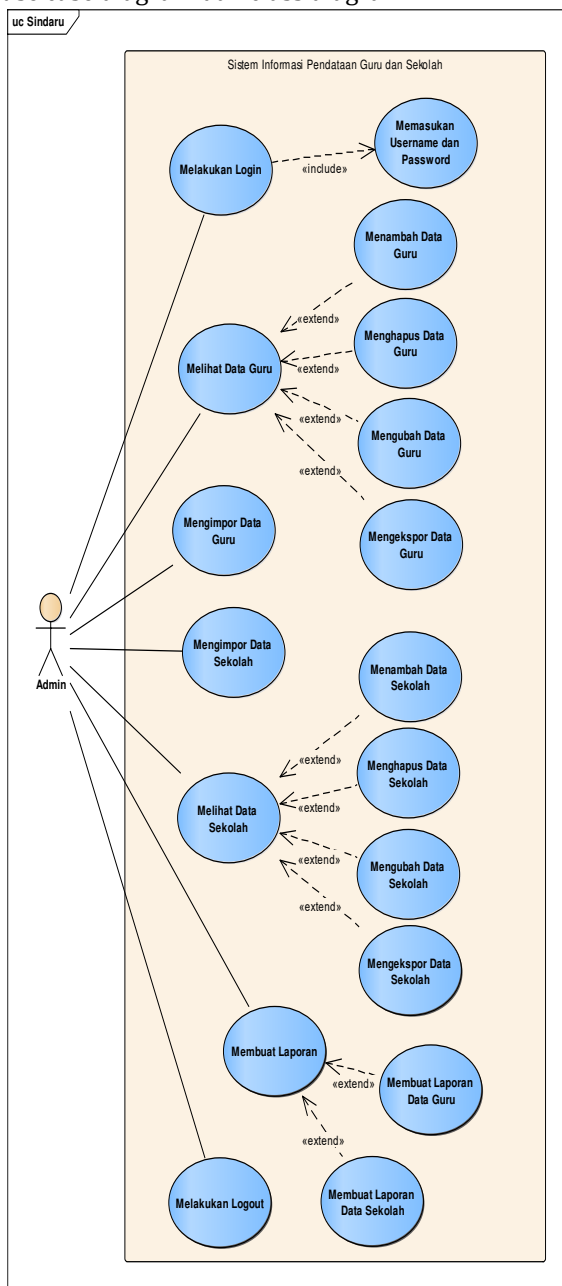 uc Sindaru
Sistem Informasi Pendataan Guru dan Sekolah
Memasukan
Username dan
Password
Melakukan Login
«include»
Menambah Data
Guru
«extend»
Menghapus Data
Guru
Melihat Data Guru
«extend»
Mengubah Data
Guru
«extend»
«extend»
Mengimpor Data
Guru
Mengekspor Data
Guru
Mengimpor Data
Sekolah
Admin
Menambah Data
Sekolah
«extend»
Menghapus Data
Sekolah
Melihat Data
Sekolah
«extend»
Mengubah Data
Sekolah
«extend»
«extend»
Mengekspor Data
Sekolah
Membuat Laporan
«extend»
Membuat Laporan
Data Guru
«extend»
Melakukan Logout
Membuat Laporan
Data Sekolah